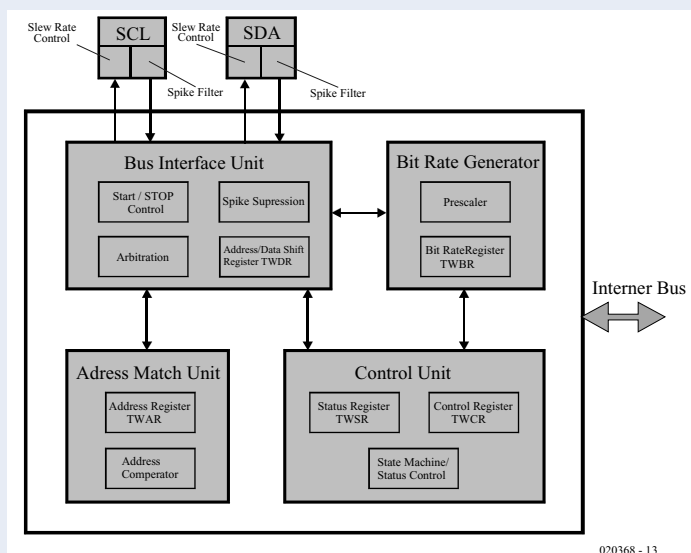 Slew Rate
Control
SCL
Spike Filter
Slew Rate
Control
SDA
Spike Filter
Bus Interface Unit
Start / STOP
Control
Spike Supression
Arbitration
Address/Data Shift
Register TWDR
Bit Rate Generator
Prescaler
Bit RateRegister
TWBR
Interner Bus
Adress Match Unit
Address Register
TWAR
Address
Comperator
Control Unit
Status Register
TWSR
Control Register
TWCR
State Machine/
Status Control
020368 - 13